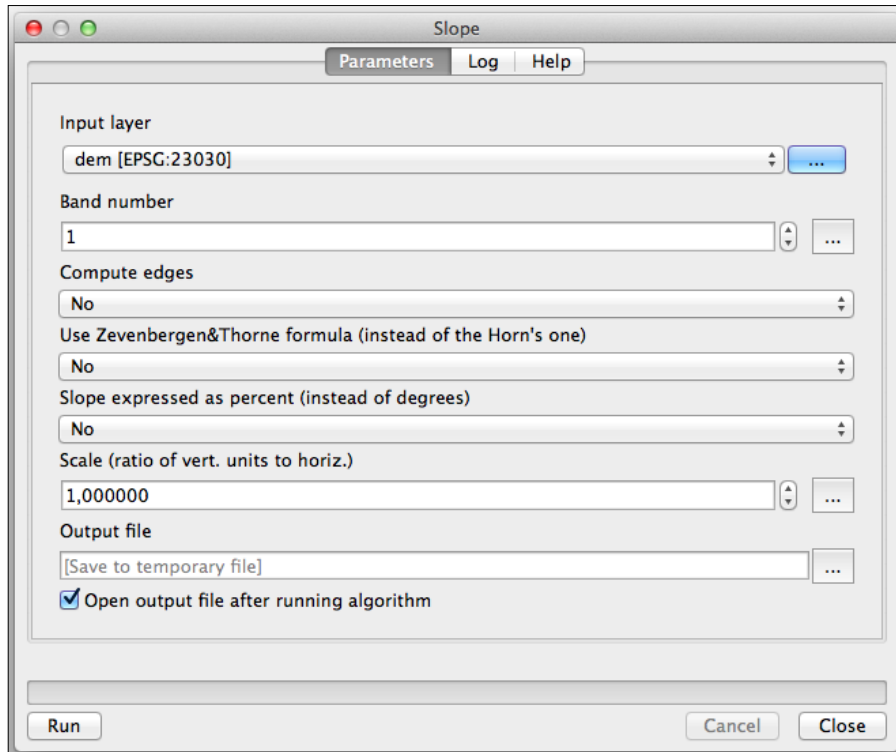 Slope
Parameters Log Help
Input layer
dem [EPSG:23030] ...
Band number
1 ...
Compute edges
No
Use Zevenbergen&Thorne formula (instead of the Horn's one)
No
Slope expressed as percent (instead of degrees)
No
Scale (ratio of vert. units to horiz.)
1,000000 ...
Output file
[Save to temporary file] ...
Open output file after running algorithm
Run Cancel Close